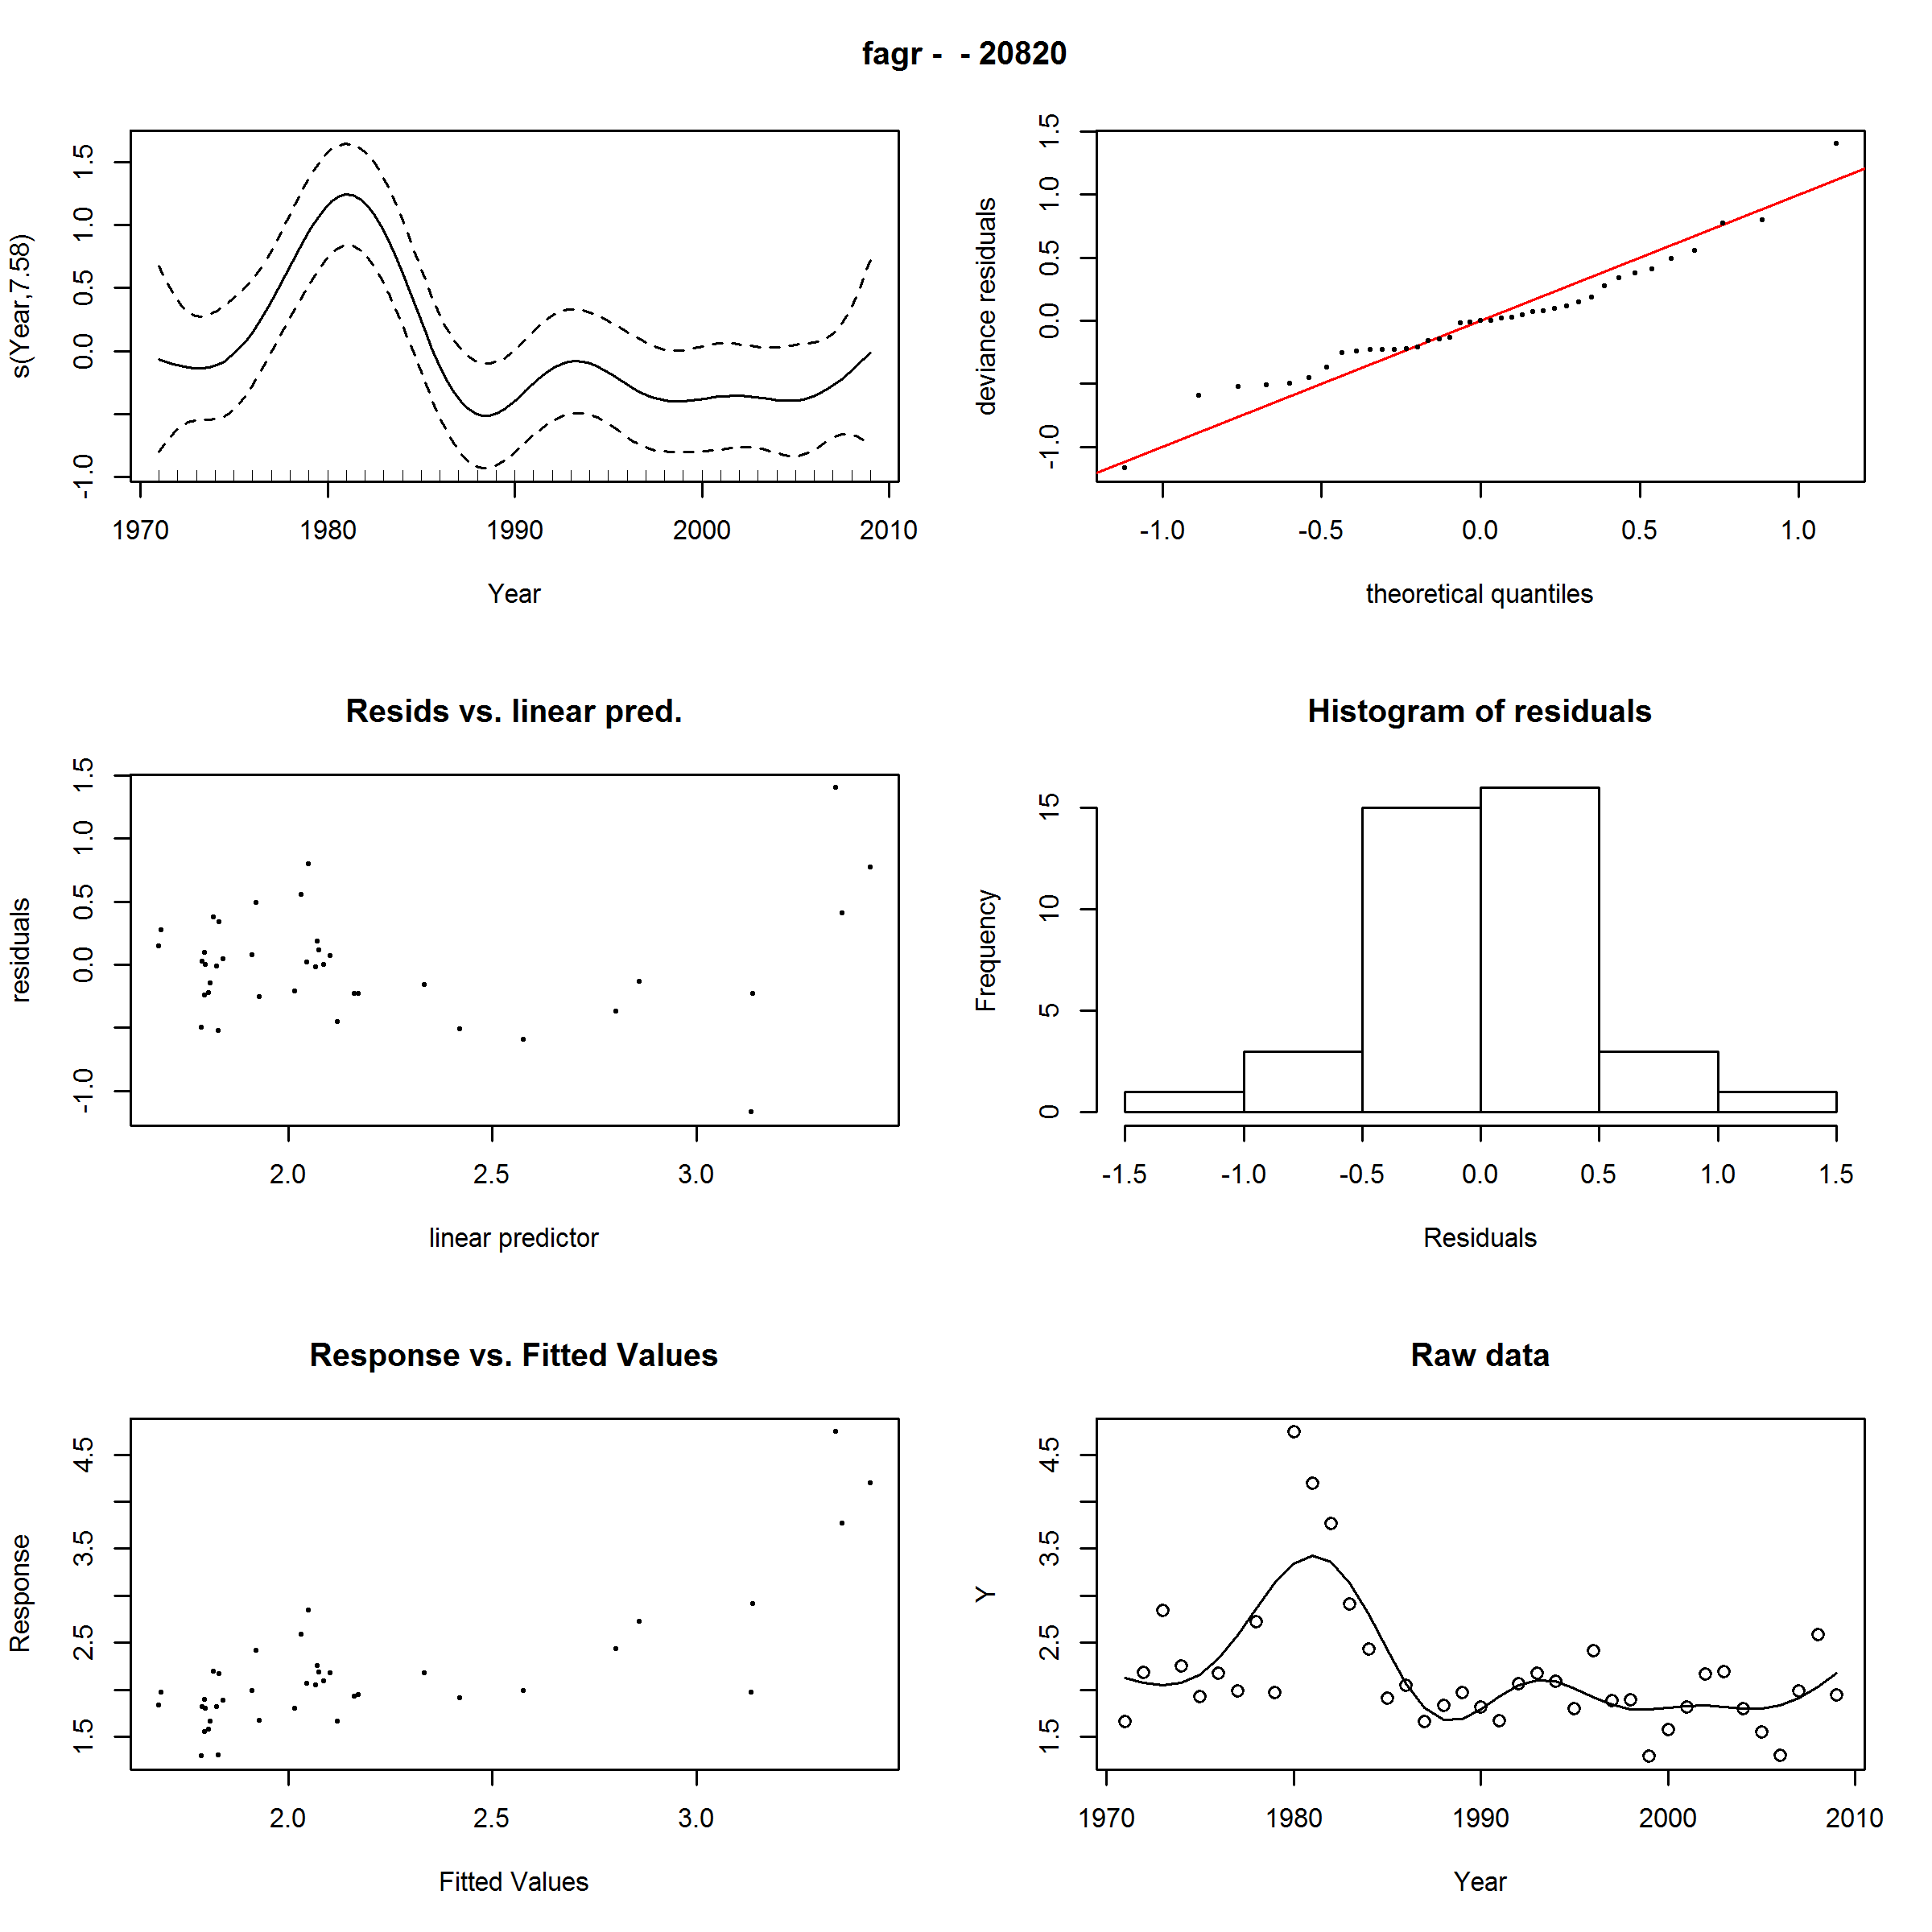 fagr -  - 20820
s(Year,7.58)
1.5
1.0
0.5
0.0
-1.0
1970 1980 1990 2000 2010
Year
deviance residuals
1.5
1.0
0.5
0.0
-1.0
-1.0 -0.5 0.0 0.5 1.0
theoretical quantiles
Resids vs. linear pred.
residuals
1.5
1.0
0.5
0.0
-1.0
2.0 2.5 3.0
linear predictor
Histogram of residuals
Frequency
15
10
5
0
-1.5 -1.0 -0.5 0.0 0.5 1.0 1.5
Residuals
Response vs. Fitted Values
Response
4.5
3.5
2.5
1.5
2.0 2.5 3.0
Fitted Values
Raw data
Y
4.5
3.5
2.5
1.5
1970 1980 1990 2000 2010
Year